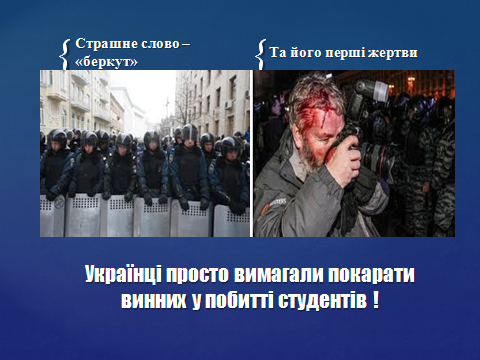 Страшне слово –
«беркут»
Та його перші жертви
Українці просто вимагали покарати
винних у побитті студентів !